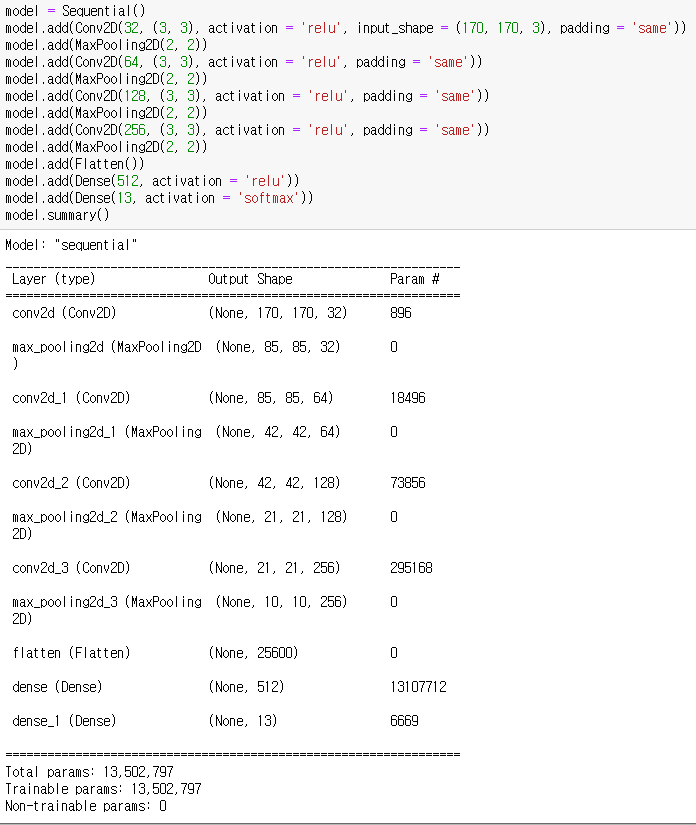 model = Sequential()
model.add(Conv2D(32, (3, 3), activation = 'relu', input_shape = (170, 170, 3), padding = 'same'))
model.add(MaxPooling2D(2, 2))
model.add(Conv2D(64, (3, 3), activation = 'relu', padding = 'same'))
model.add(MaxPooling2D(2, 2))
model.add(Conv2D(128, (3, 3), activation = 'relu', padding = 'same'))
model.add(MaxPooling2D(2, 2))
model.add(Conv2D(256, (3, 3), activation = 'relu', padding = 'same'))
model.add(MaxPooling2D(2, 2))
model.add(Flatten())
model.add(Dense(512, activation = 'relu'))
model.add(Dense(13, activation = 'softmax'))
model.summary()
Model: "sequential"
_________________________________________________________________
Layer (type) Output Shape Param #
=================================================================
conv2d (Conv2D) (None, 170, 170, 32) 896
max_pooling2d (MaxPooling2D (None, 85, 85, 32) 0
)
conv2d_1 (Conv2D) (None, 85, 85, 64) 18496
max_pooling2d_1 (MaxPooling (None, 42, 42, 64) 0
2D)
conv2d_2 (Conv2D) (None, 42, 42, 128) 73856
max_pooling2d_2 (MaxPooling (None, 21, 21, 128) 0
2D)
conv2d_3 (Conv2D) (None, 21, 21, 256) 295168
max_pooling2d_3 (MaxPooling (None, 10, 10, 256) 0
2D)
flatten (Flatten) (None, 25600) 0
dense (Dense) (None, 512) 13107712
dense_1 (Dense) (None, 13) 6669
=================================================================
Total params: 13,502,797
Trainable params: 13,502,797
Non-trainable params: 0